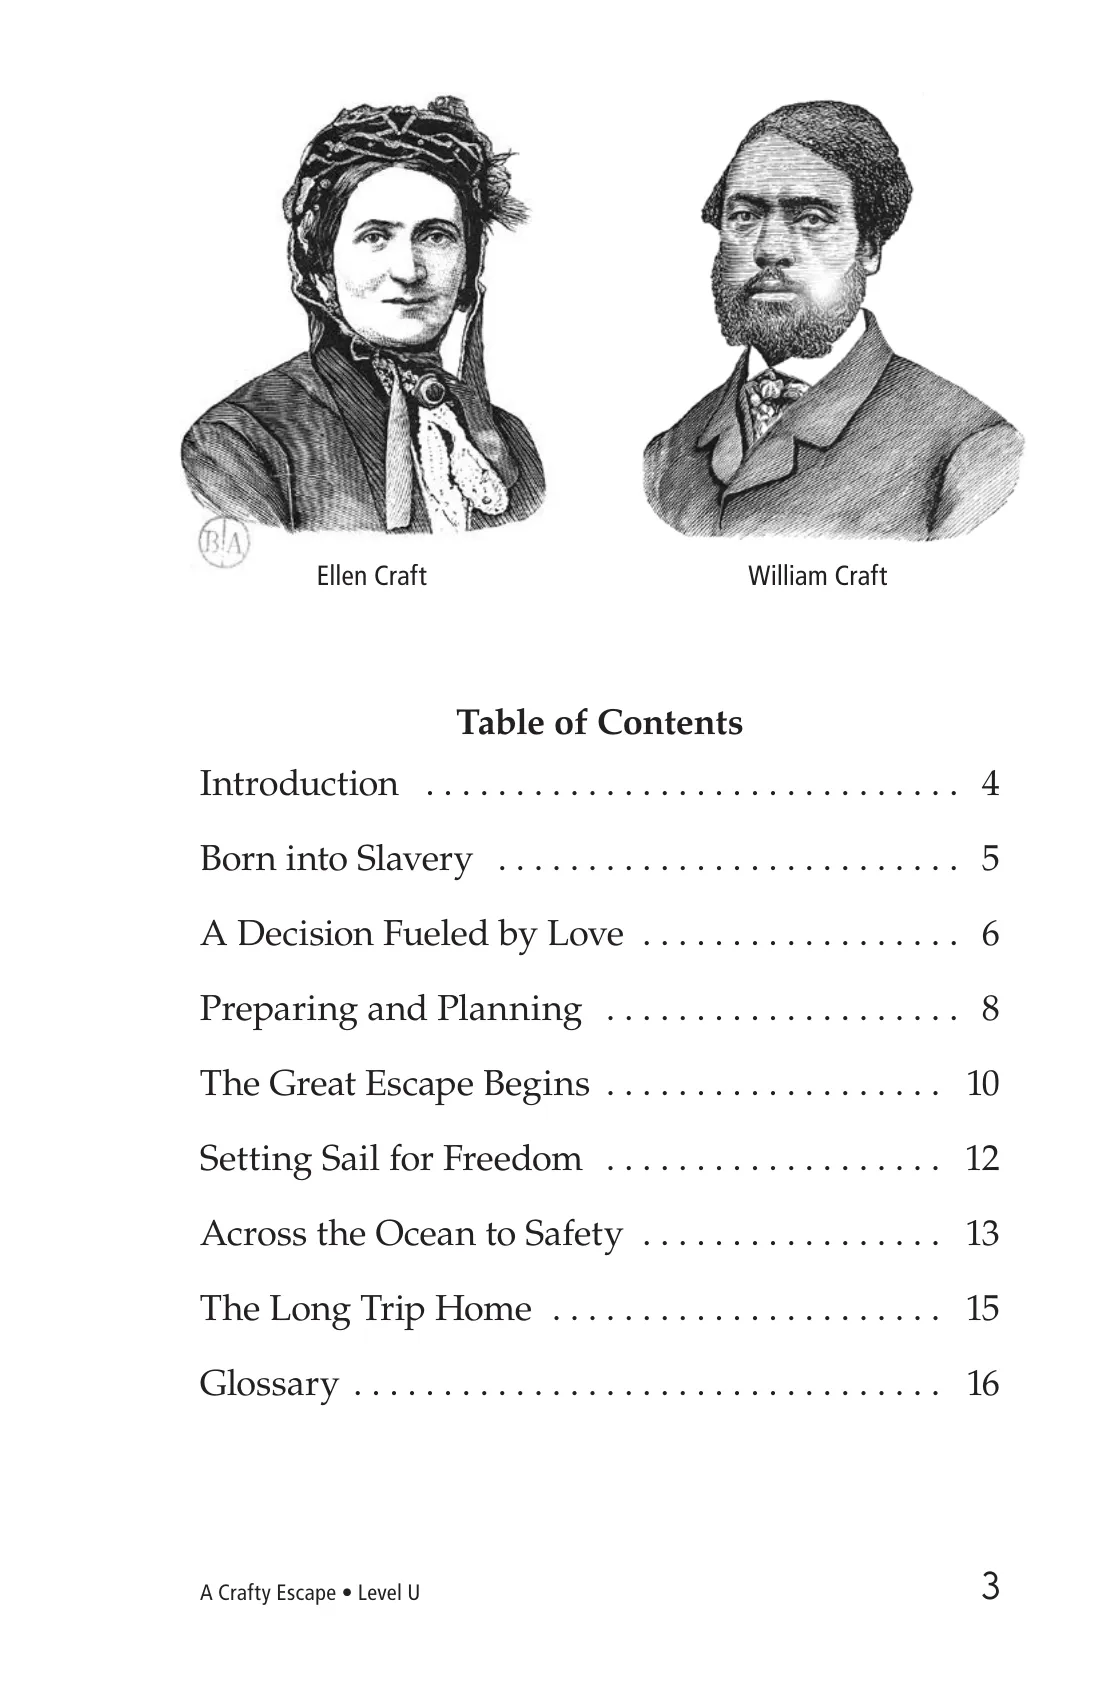 B A
Ellen Craft
William Craft
Table of Contents
Introduction . . . . . . . . . . . . . . . . . . . . . . . . . . . . . . 4
Born into Slavery . . . . . . . . . . . . . . . . . . . . . . . . . . 5
A Decision Fueled by Love . . . . . . . . . . . . . . . . . . 6
Preparing and Planning . . . . . . . . . . . . . . . . . . . . 8
The Great Escape Begins . . . . . . . . . . . . . . . . . . . 10
Setting Sail for Freedom . . . . . . . . . . . . . . . . . . . 12
Across the Ocean to Safety . . . . . . . . . . . . . . . . . 13
The Long Trip Home . . . . . . . . . . . . . . . . . . . . . . 15
Glossary . . . . . . . . . . . . . . . . . . . . . . . . . . . . . . . . . 16
A Crafty Escape • Level U
3